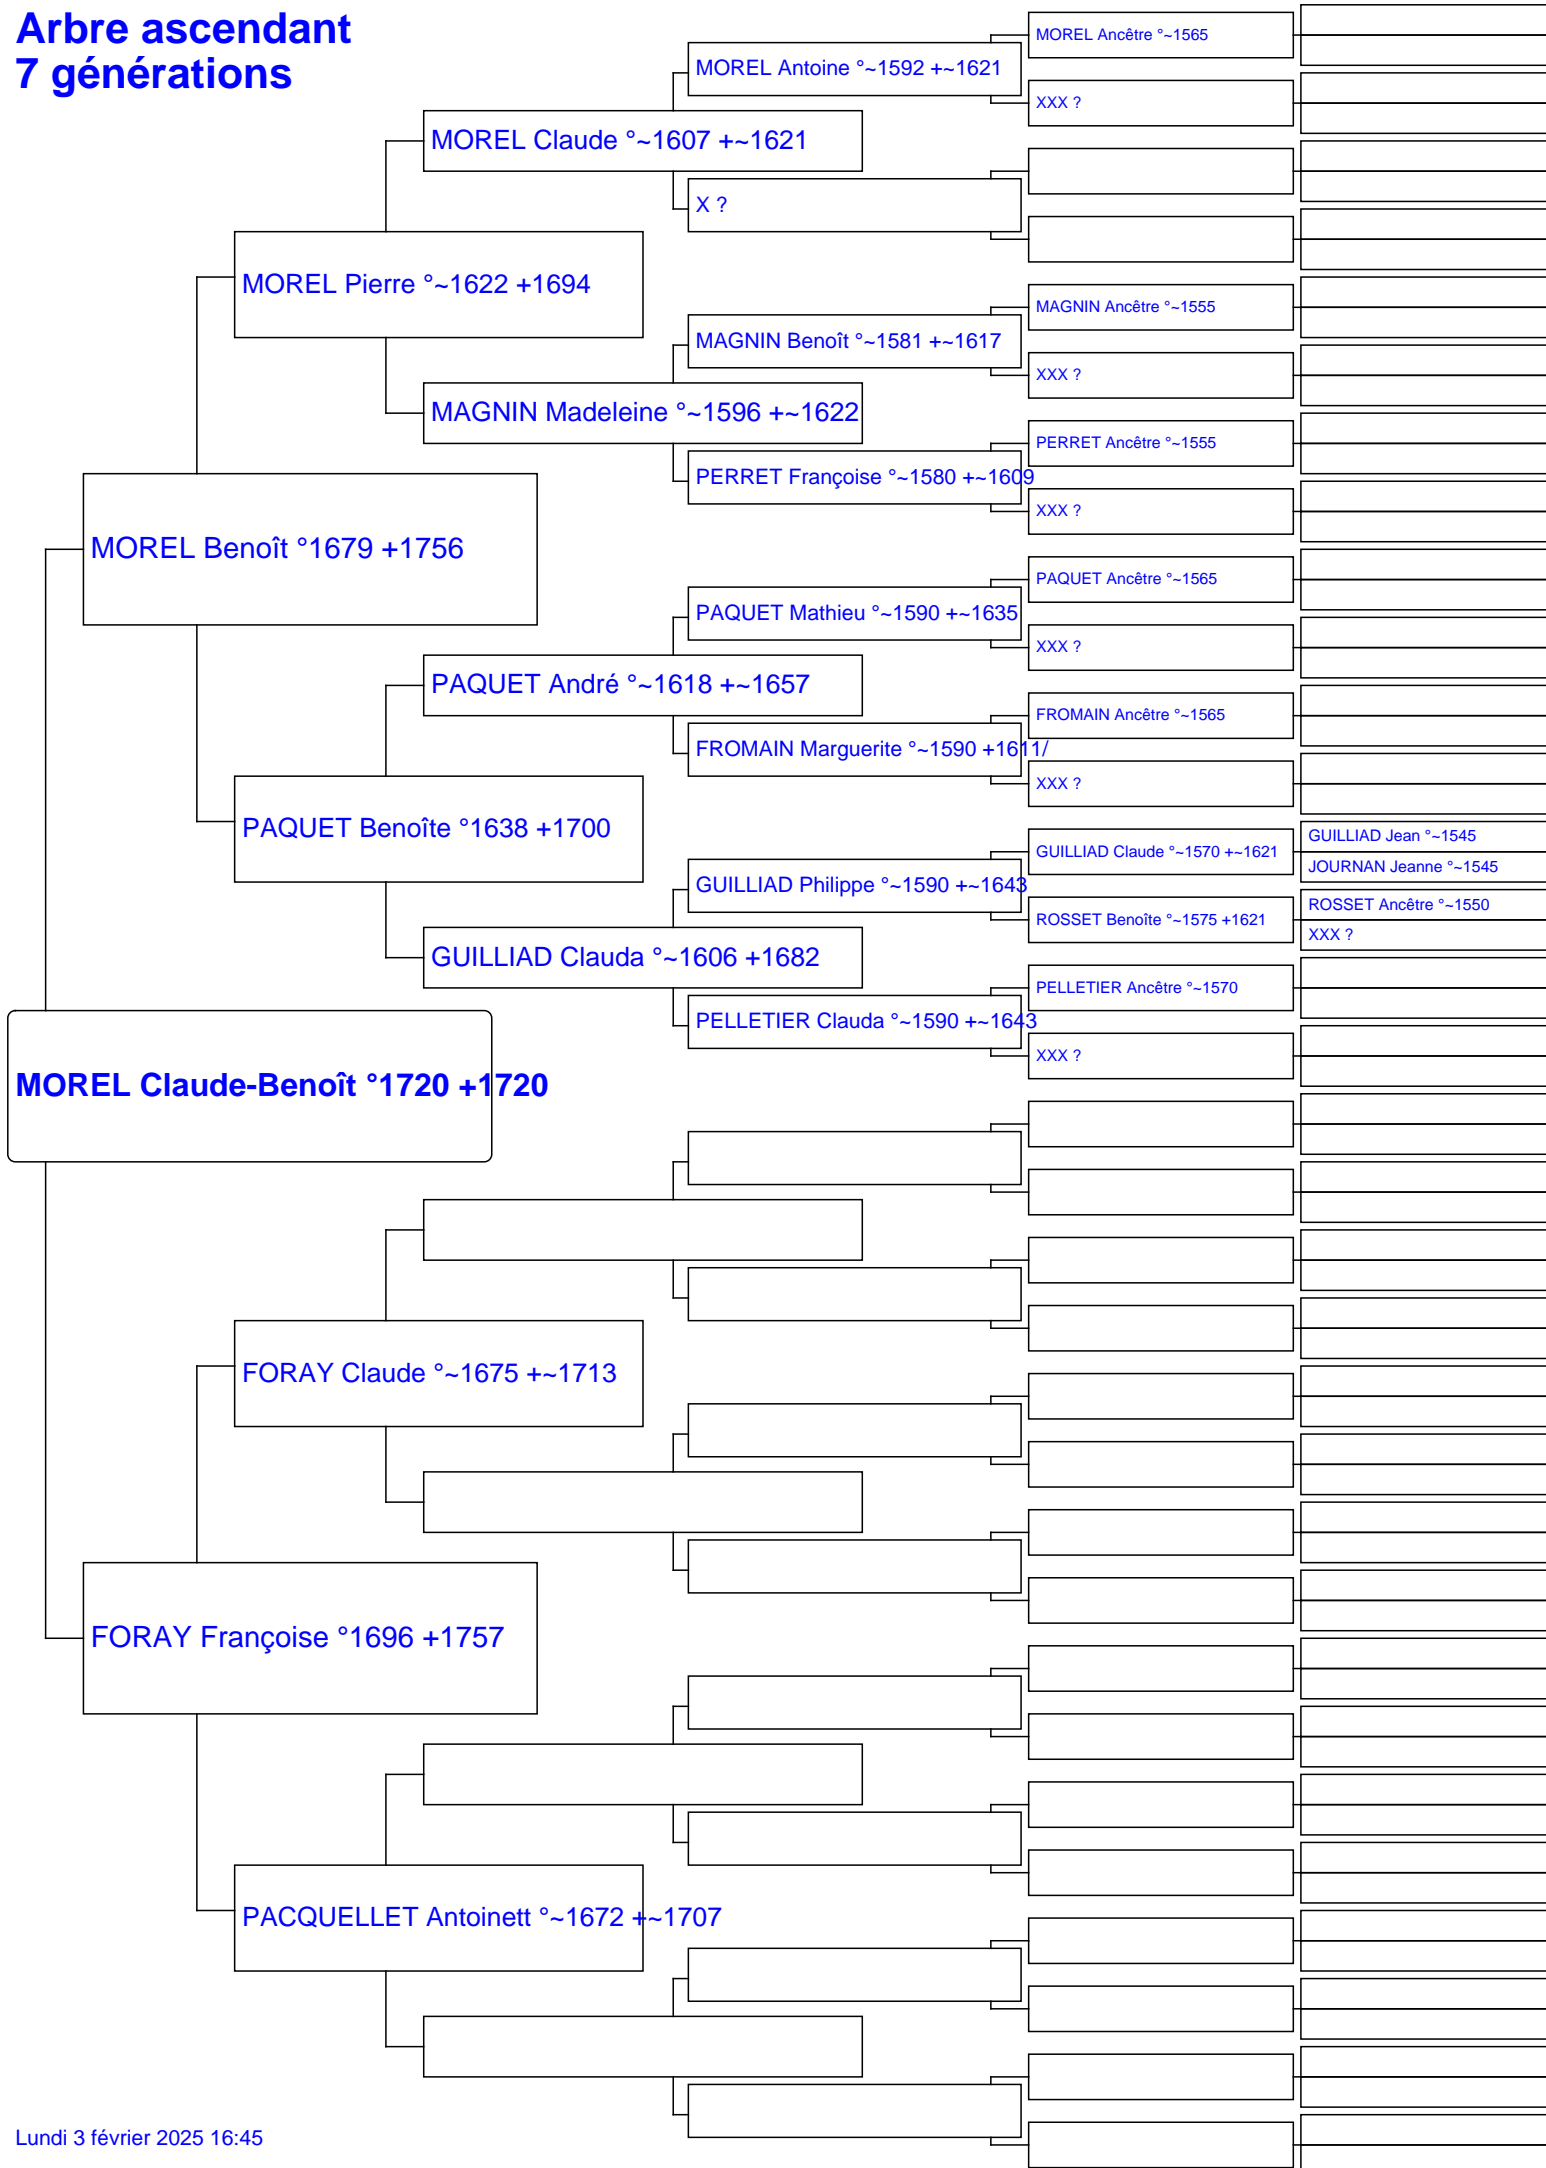 Arbre ascendant
7 générations
MOREL Ancêtre °~1565
MOREL Antoine °~1592 +~1621
XXX ?
MOREL Claude °~1607 +~1621
X ?
MOREL Pierre °~1622 +1694
MAGNIN Ancêtre °~1555
MAGNIN Benoît °~1581 +~1617
XXX ?
MAGNIN Madeleine °~1596 +~1622
PERRET Ancêtre °~1555
PERRET Françoise °~1580 +~1609
XXX ?
MOREL Benoît °1679 +1756
PAQUET Ancêtre °~1565
PAQUET Mathieu °~1590 +~1635
XXX ?
PAQUET André °~1618 +~1657
FROMAIN Ancêtre °~1565
FROMAIN Marguerite °~1590 +1611/
XXX ?
PAQUET Benoîte °1638 +1700
GUILLIAD Jean °~1545
GUILLIAD Claude °~1570 +~1621
JOURNAN Jeanne °~1545
GUILLIAD Philippe °~1590 +~1643
ROSSET Ancêtre °~1550
ROSSET Benoîte °~1575 +1621
XXX ?
GUILLIAD Clauda °~1606 +1682
PELLETIER Ancêtre °~1570
PELLETIER Clauda °~1590 +~1643
XXX ?
MOREL Claude-Benoît °1720 +1720
FORAY Claude °~1675 +~1713
FORAY Françoise °1696 +1757
PACQUELLET Antoinett °~1672 +~1707
Lundi 3 février 2025 16:45